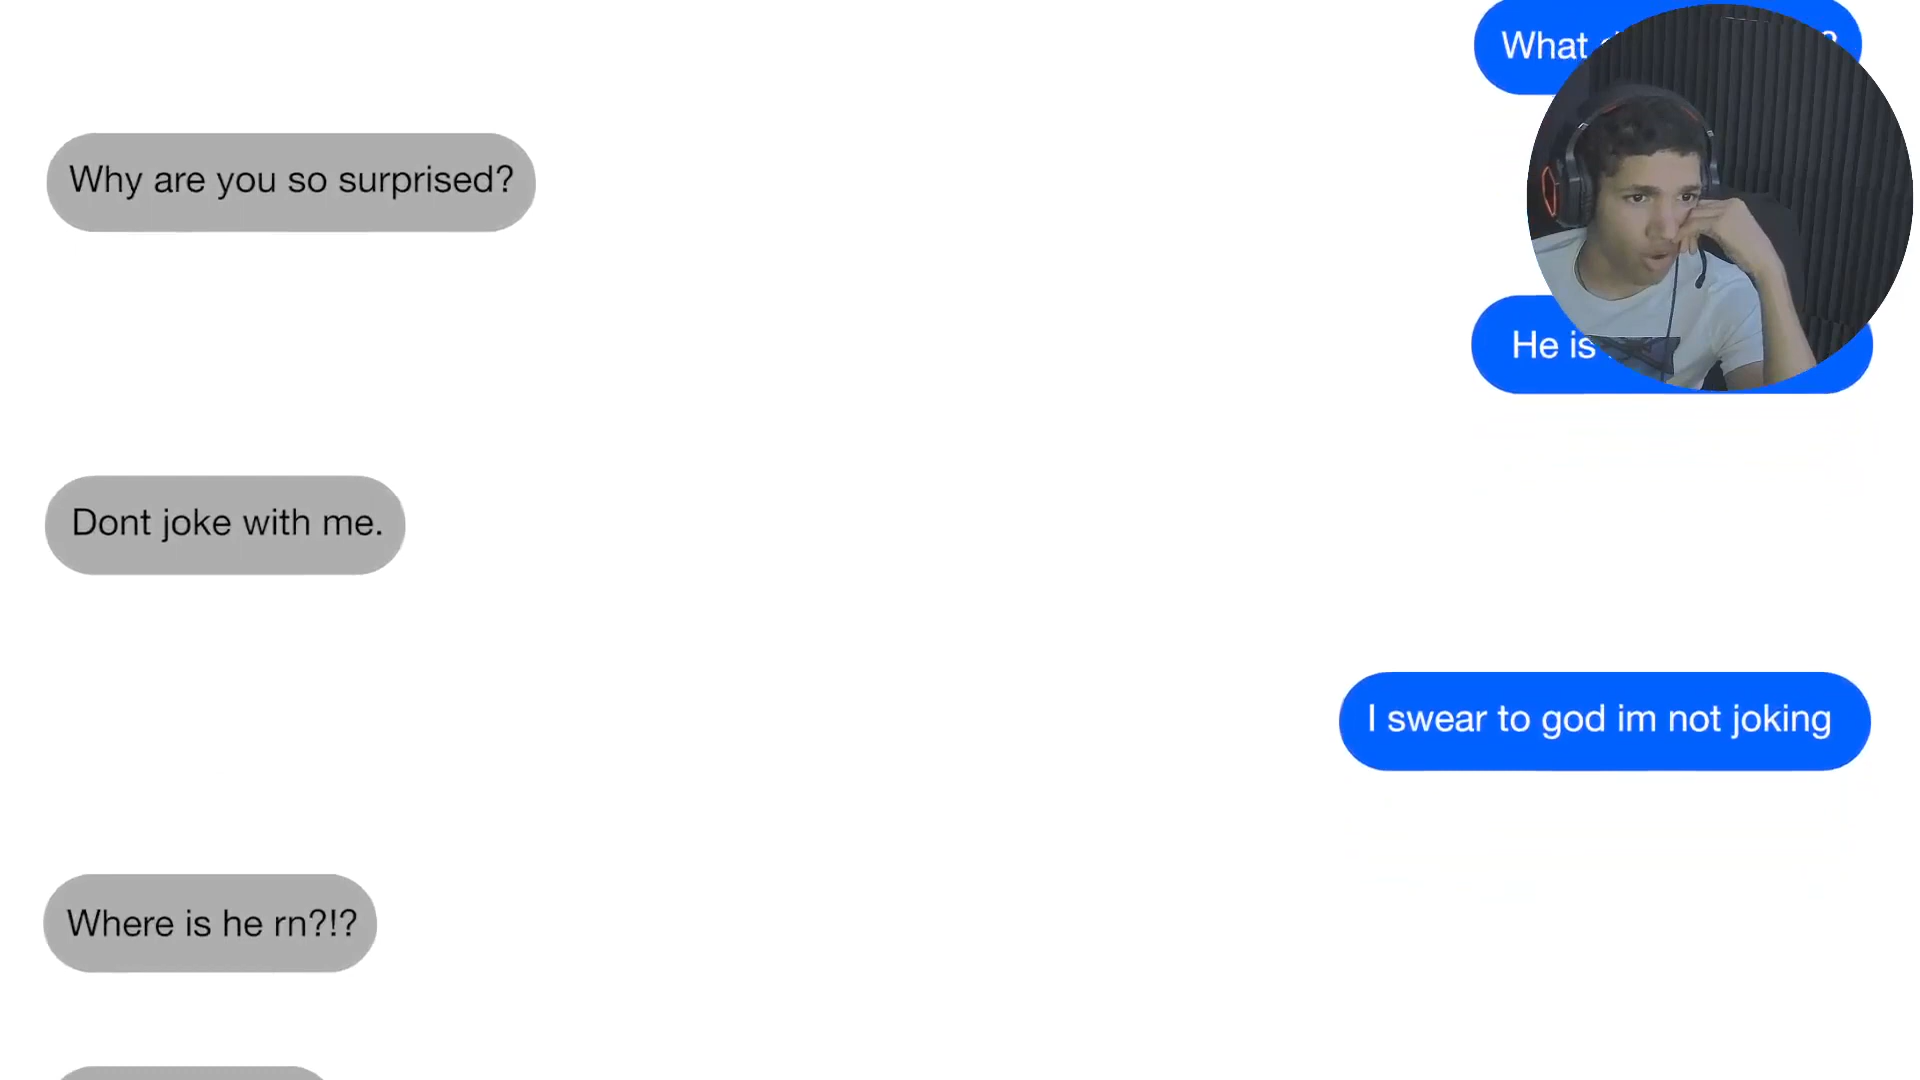 What
Why are you so surprised?
He is
Dont joke with me.
I swear to god im not joking
Where is he rn?!?